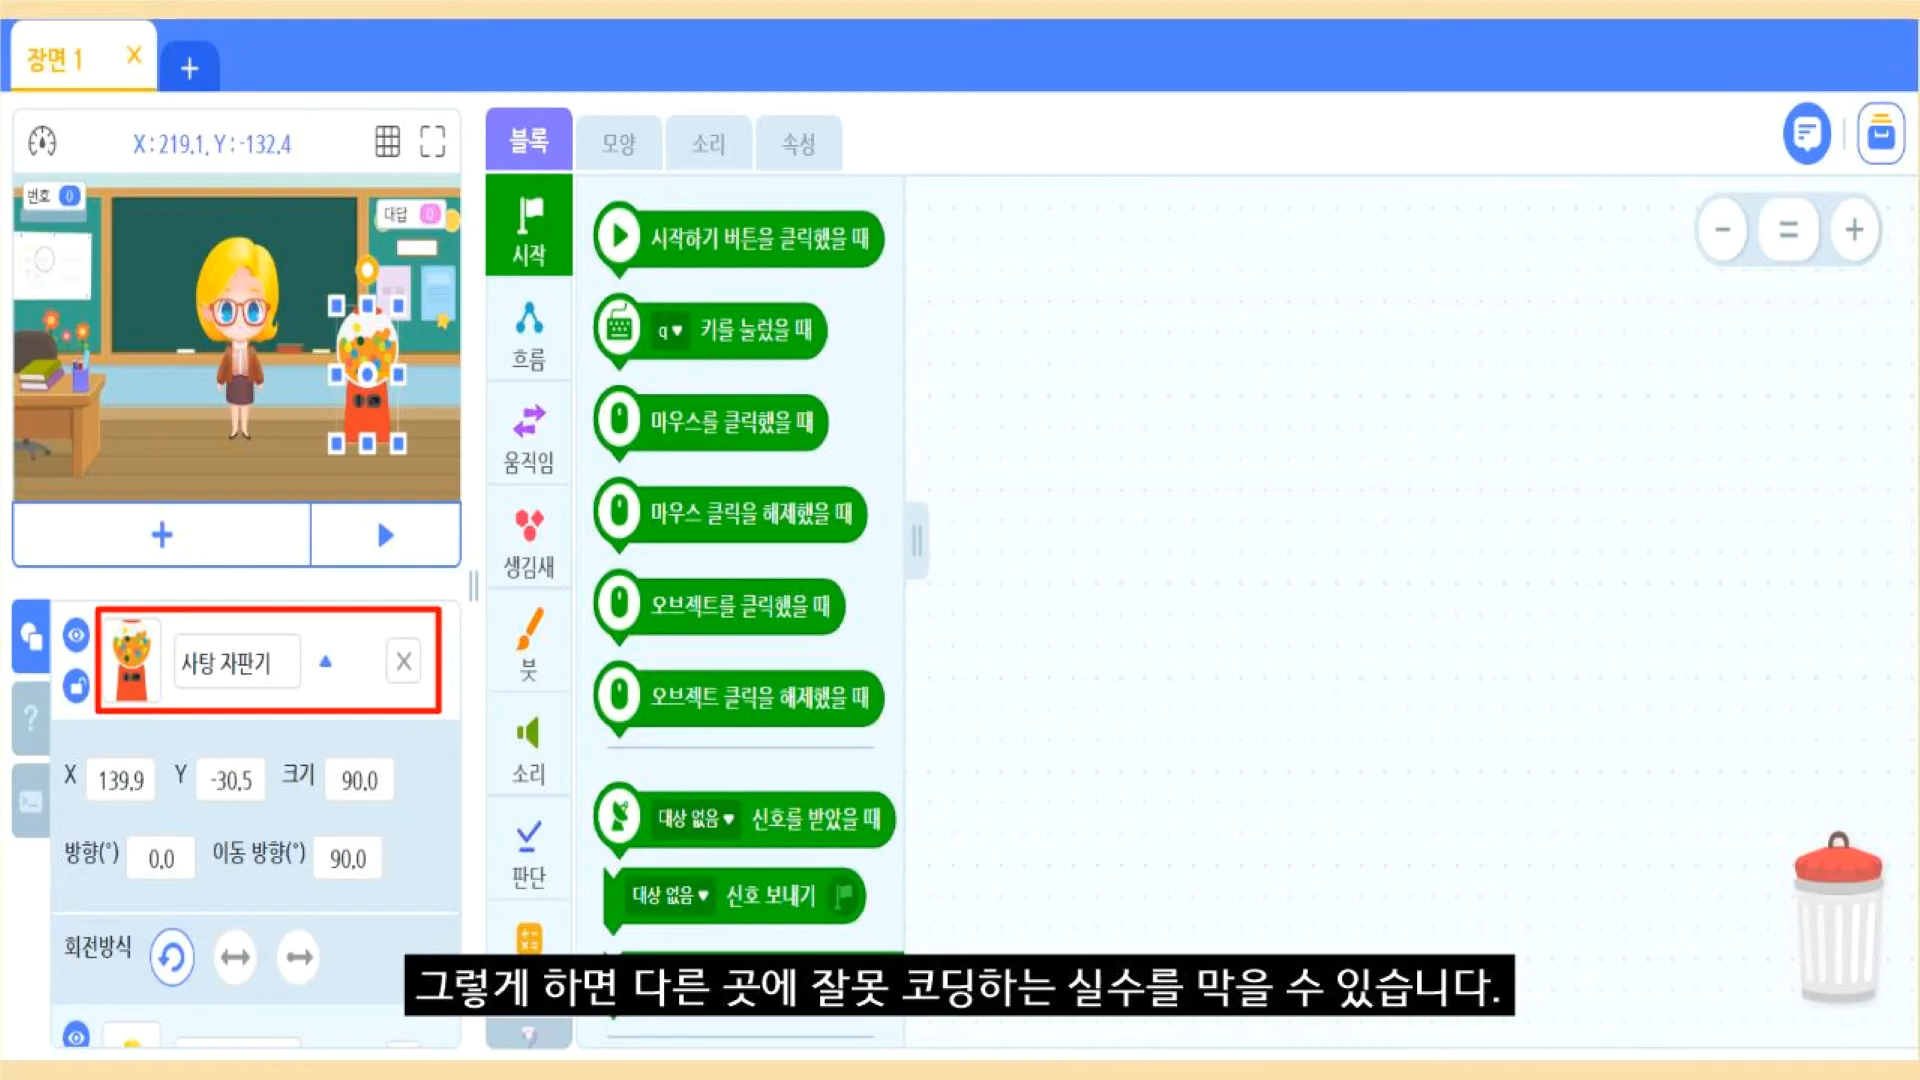 장면 1 X
+
X : 219.1, Y : -132.4
번호 0
대답 0
블록
모양
소리
속성
시작
흐름
움직임
생김새
붓
소리
판단
시작하기 버튼을 클릭했을 때
q▼ 키를 눌렀을 때
마우스를 클릭했을 때
마우스 클릭을 해제했을 때
오브젝트를 클릭했을 때
오브젝트 클릭을 해제했을 때
대상 없음▼ 신호를 받았을 때
대상 없음▼ 신호 보내기
- = +
+
사탕 자판기 ▲ X
?
X 139.9 Y -30.5 크기 90.0
방향(°) 0.0 이동 방향(°) 90.0
회전방식
그렇게 하면 다른 곳에 잘못 코딩하는 실수를 막을 수 있습니다.